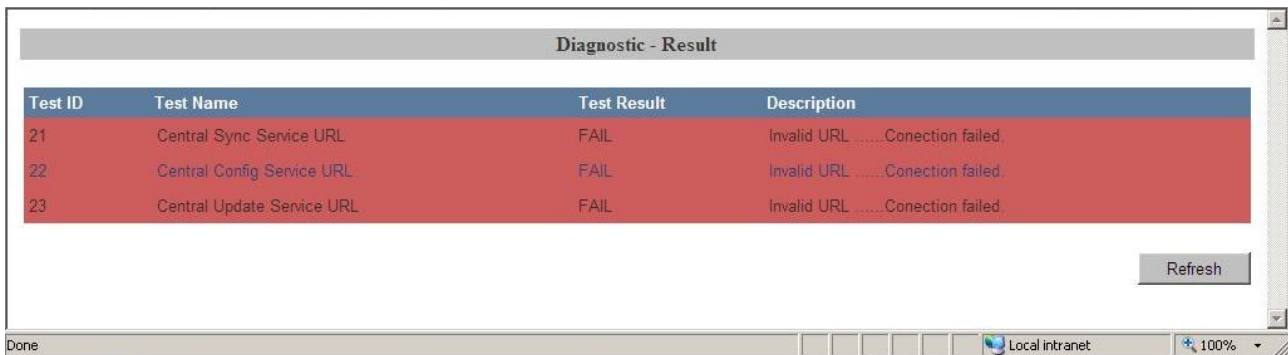 Diagnostic - Result
Test ID Test Name Test Result Description
21 Central Sync Service URL FAIL Invalid URL ......Conection failed.
22 Central Config Service URL FAIL Invalid URL ......Conection failed.
23 Central Update Service URL FAIL Invalid URL ......Conection failed.
Refresh
Done Local intranet 100%